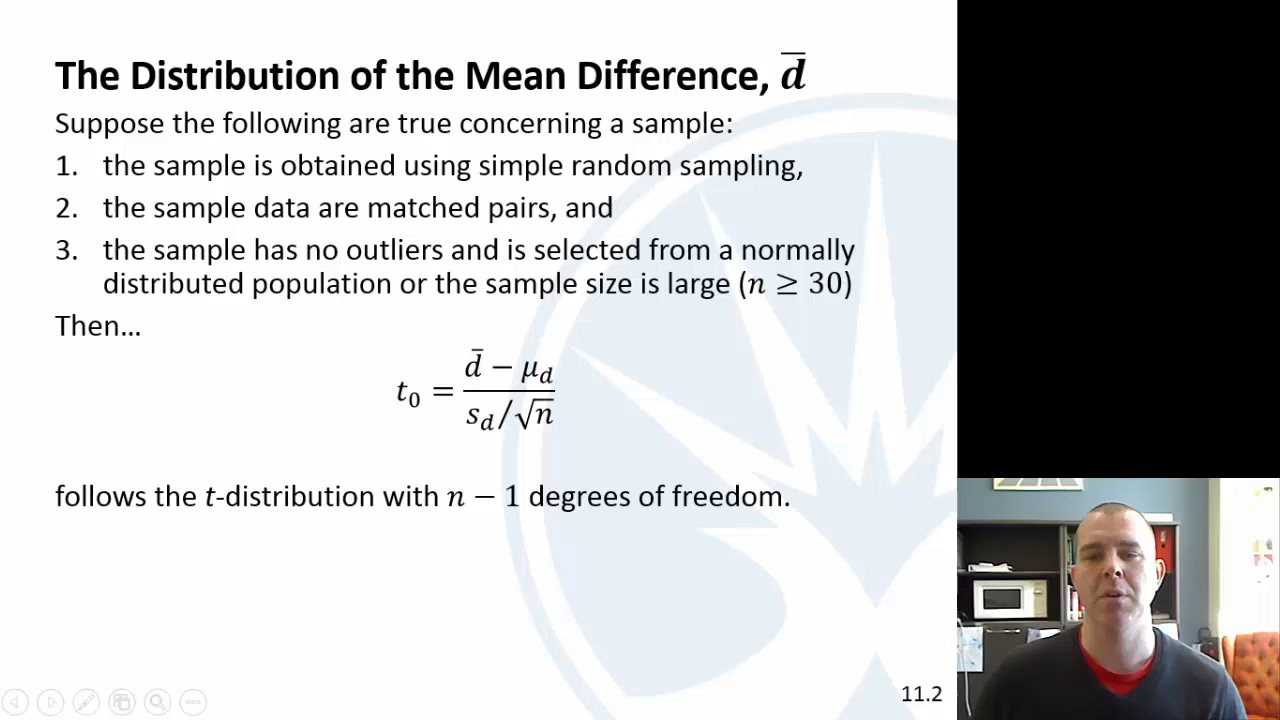 The Distribution of the Mean Difference, d̅
Suppose the following are true concerning a sample:
1. the sample is obtained using simple random sampling,
2. the sample data are matched pairs, and
3. the sample has no outliers and is selected from a normally
distributed population or the sample size is large (n ≥ 30)
Then…
t₀ = (d̅ − μ_d) / (s_d/√n)
follows the t-distribution with n − 1 degrees of freedom.
11.2